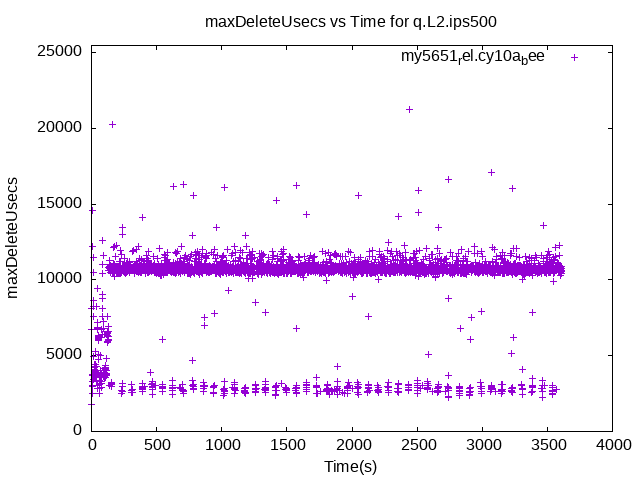 maxDeleteUsecs vs Time for q.L2.ips500
my5651rel.cy10abee
maxDeleteUsecs
25000
20000
15000
10000
5000
0
0 500 1000 1500 2000 2500 3000 3500 4000
Time(s)